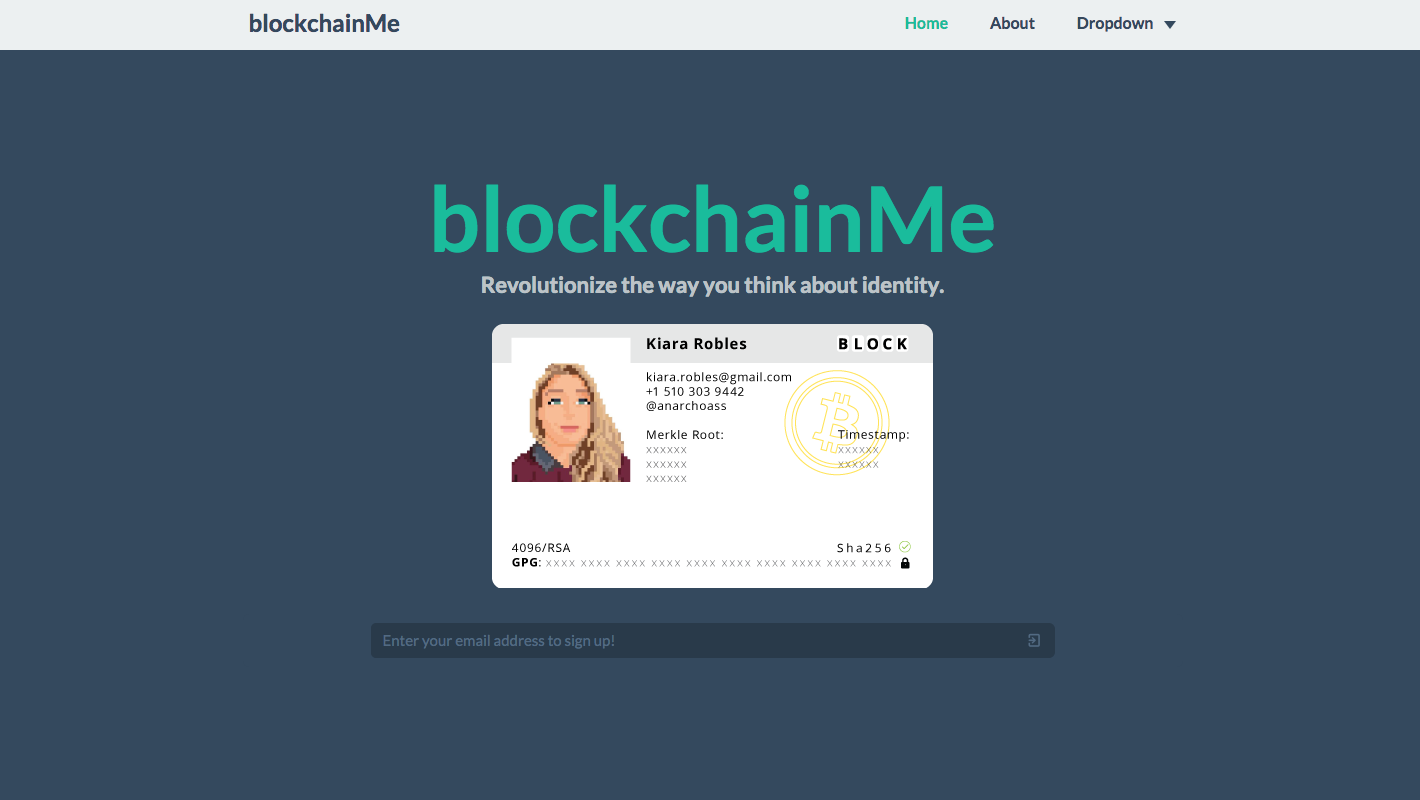 blockchainMe
Home About Dropdown
blockchainMe
Revolutionize the way you think about identity.
Kiara Robles
BLOCK
kiara.robles@gmail.com
+1 510 303 9442
@anarchoass
Merkle Root:
xxxxxx
xxxxxx
xxxxxx
Timestamp:
xxxxxx
xxxxxx
4096/RSA
Sha256
GPG: xxxx xxxx xxxx xxxx xxxx xxxx xxxx xxxx xxxx xxxx
Enter your email address to sign up!